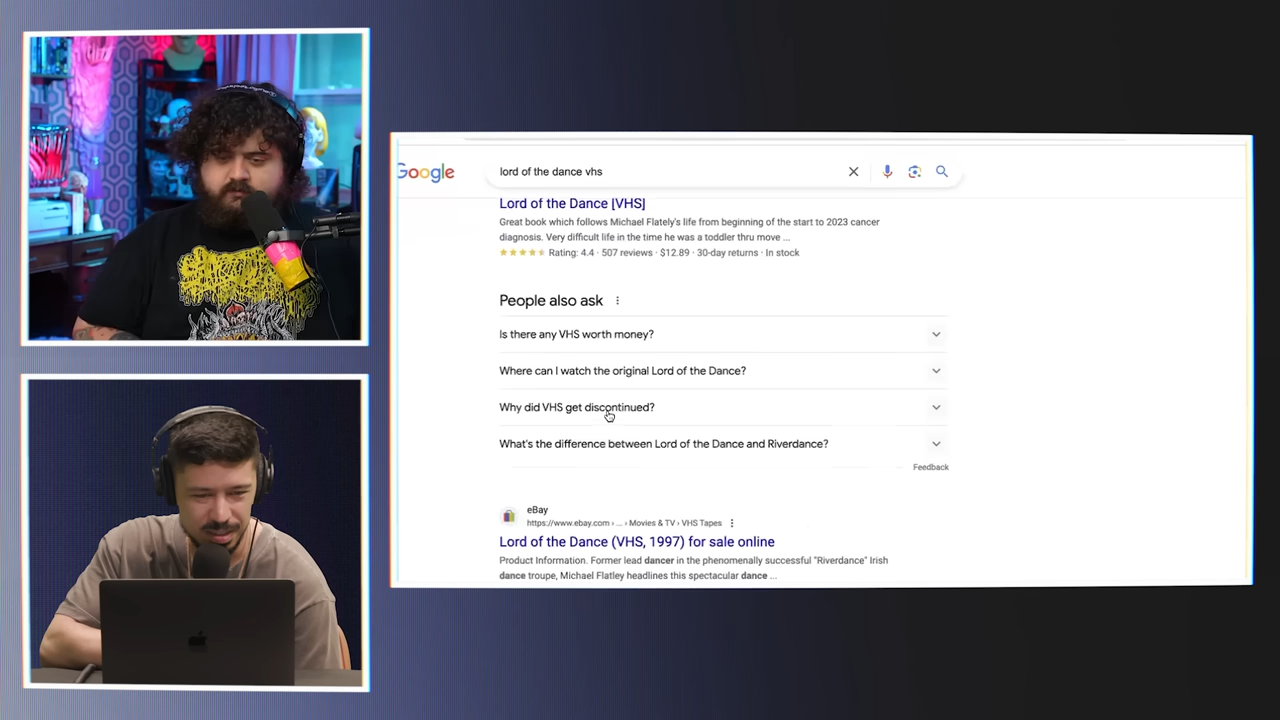 Google
lord of the dance vhs
Lord of the Dance [VHS]
Great book which follows Michael Flately's life from beginning of the start to 2023 cancer
diagnosis. Very difficult life in the time he was a toddler thru move ...
Rating: 4.4 · 507 reviews · $12.89 · 30-day returns · In stock
People also ask
Is there any VHS worth money?
Where can I watch the original Lord of the Dance?
Why did VHS get discontinued?
What's the difference between Lord of the Dance and Riverdance?
Feedback
eBay
https://www.ebay.com › ... › Movies & TV › VHS Tapes
Lord of the Dance (VHS, 1997) for sale online
Product Information. Former lead dancer in the phenomenally successful "Riverdance" Irish
dance troupe, Michael Flatley headlines this spectacular dance ...